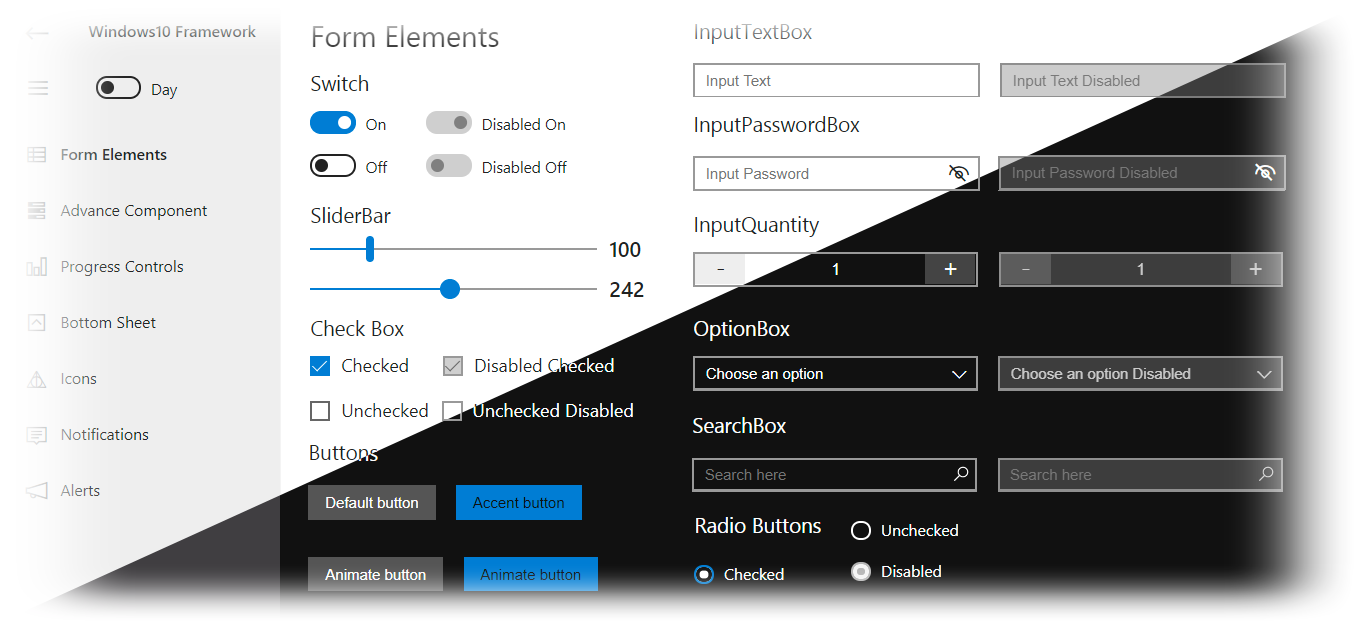 Windows10 Framework
Day
Form Elements
Advance Component
Progress Controls
Bottom Sheet
Icons
Notifications
Alerts
Form Elements
Switch
On
Disabled On
Off
Disabled Off
SliderBar
100
242
Check Box
Checked
Disabled Checked
Unchecked
Unchecked Disabled
Buttons
Default button
Accent button
Animate button
Animate button
InputTextBox
Input Text
Input Text Disabled
InputPasswordBox
Input Password
Input Password Disabled
InputQuantity
- 1 +
- 1 +
OptionBox
Choose an option
Choose an option Disabled
SearchBox
Search here
Search here
Radio Buttons
Unchecked
Checked
Disabled